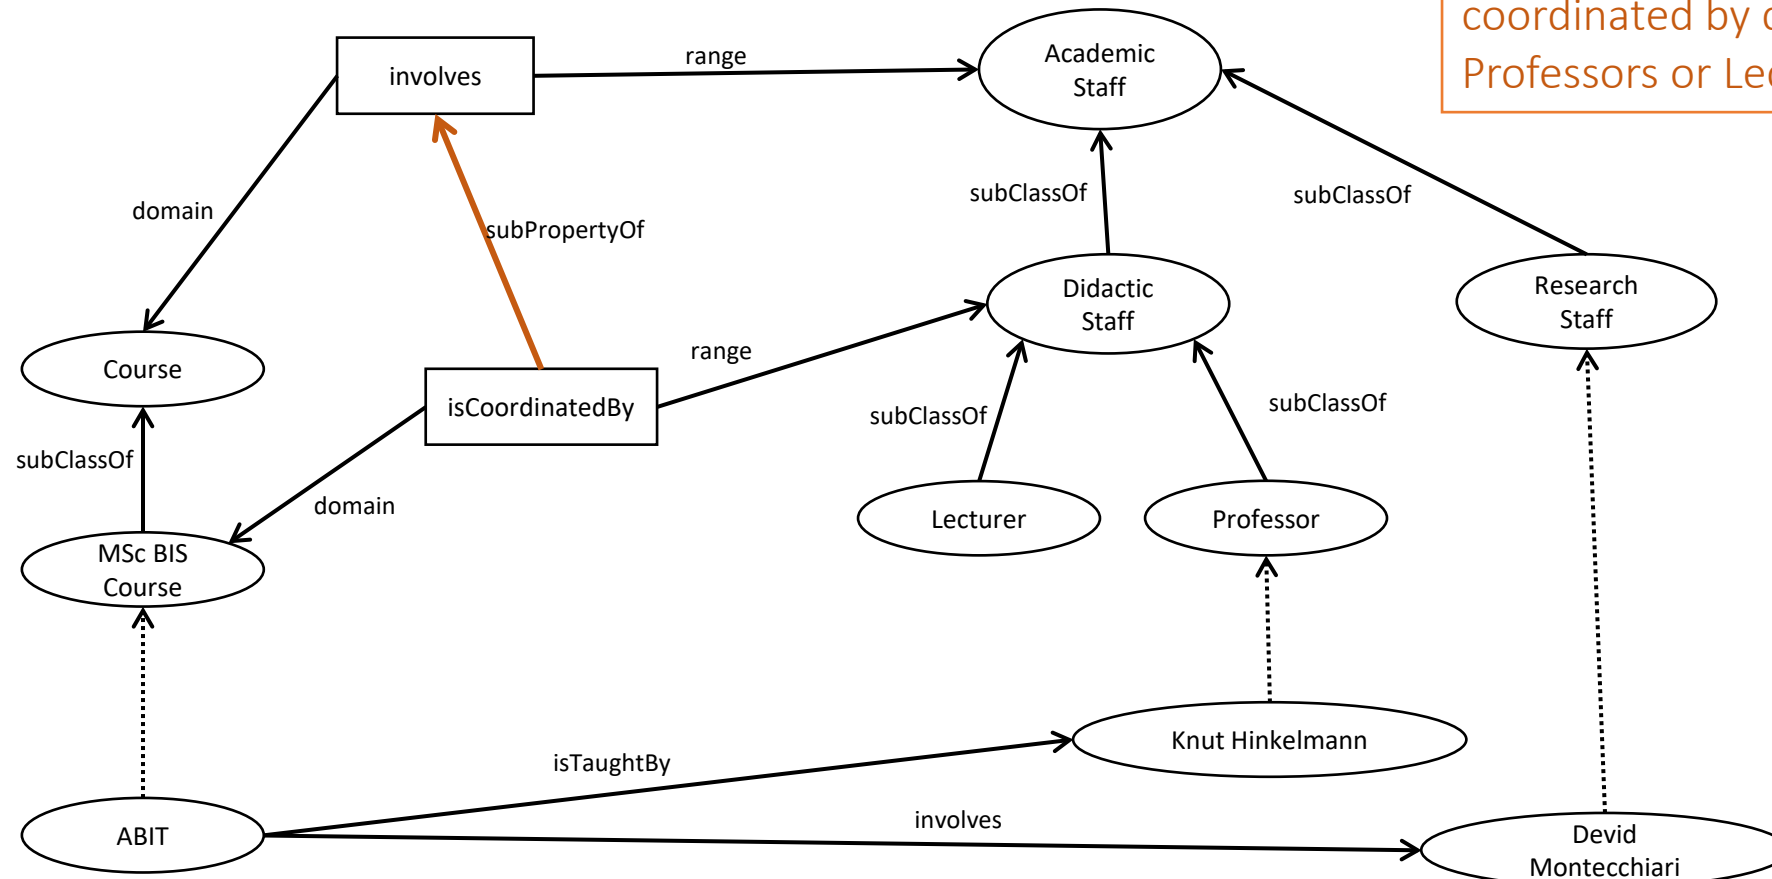 coordinated by
Professors or
involves
range
Academic
Staff
domain
subPropertyOf
subClassOf
subClassOf
Didactic
Staff
Research
Staff
Course
isCoordinatedBy
range
subClassOf
subClassOf
subClassOf
domain
Lecturer
Professor
MSc BIS
Course
isTaughtBy
Knut Hinkelmann
ABIT
involves
Devid
Montecchiari